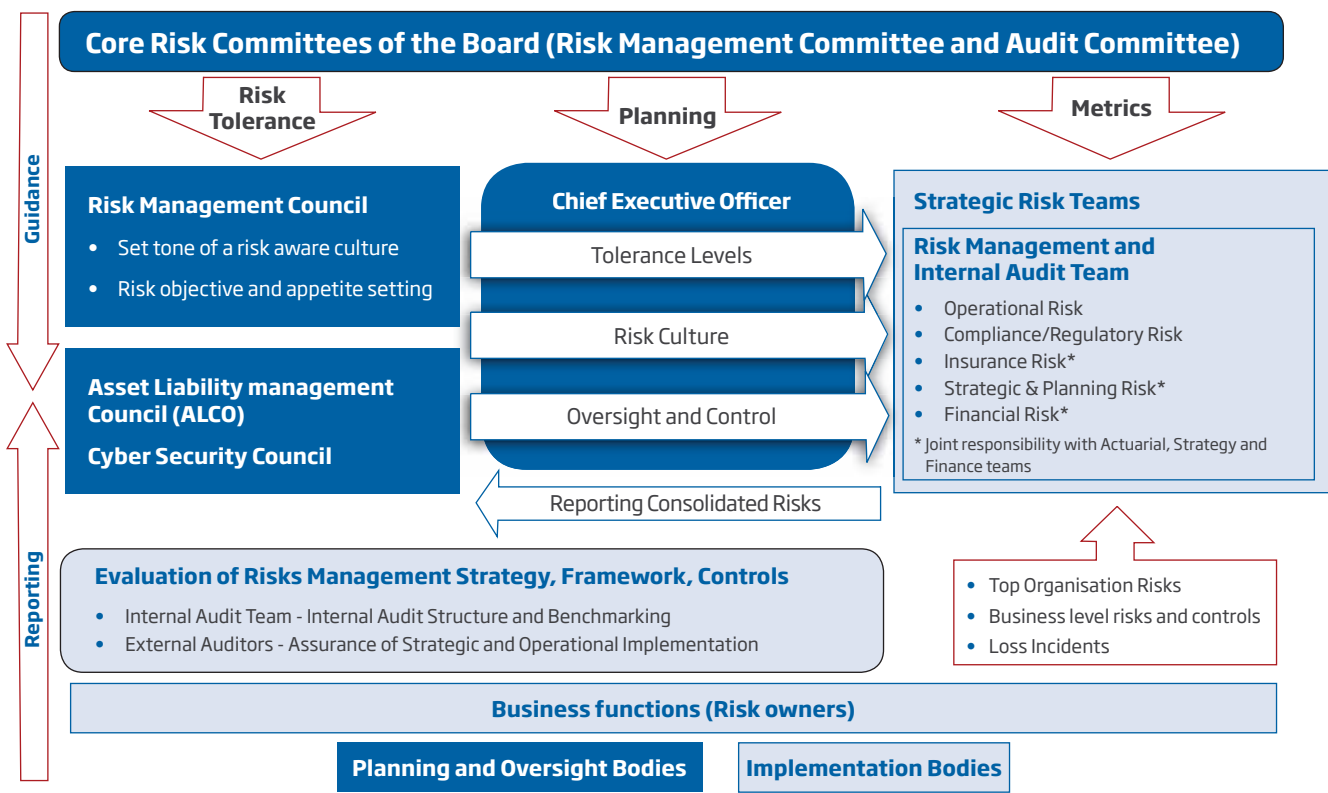 Core Risk Committees of the Board (Risk Management Committee and Audit Committee)
Risk
Tolerance
Planning
Metrics
Guidance
Risk Management Council
• Set tone of a risk aware culture
• Risk objective and appetite setting
Asset Liability management
Council (ALCO)
Cyber Security Council
Chief Executive Officer
Tolerance Levels
Risk Culture
Oversight and Control
Reporting Consolidated Risks
Strategic Risk Teams
Risk Management and
Internal Audit Team
• Operational Risk
• Compliance/Regulatory Risk
• Insurance Risk*
• Strategic & Planning Risk*
• Financial Risk*
* Joint responsibility with Actuarial, Strategy and
Finance teams
Reporting
Evaluation of Risks Management Strategy, Framework, Controls
• Internal Audit Team - Internal Audit Structure and Benchmarking
• External Auditors - Assurance of Strategic and Operational Implementation
• Top Organisation Risks
• Business level risks and controls
• Loss Incidents
Business functions (Risk owners)
Planning and Oversight Bodies
Implementation Bodies